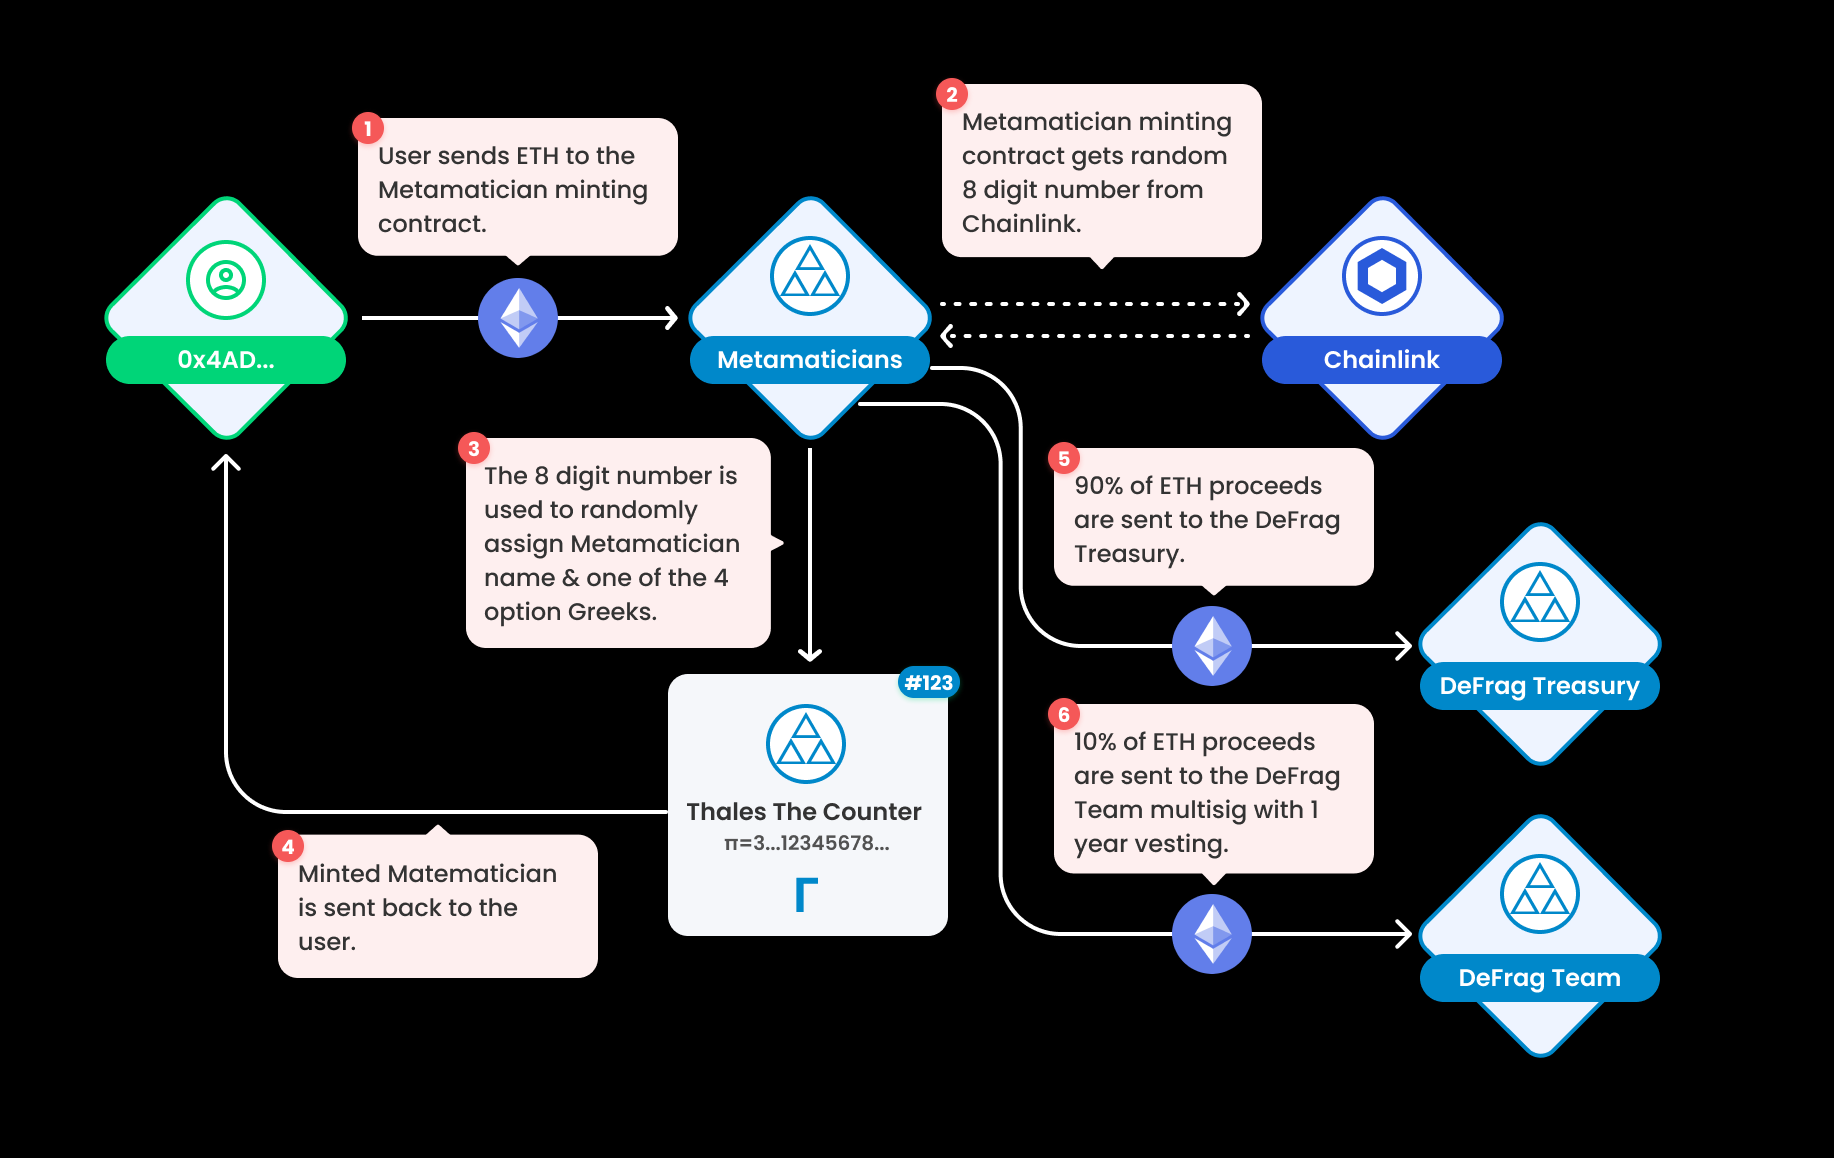 1
User sends ETH to the
Metamatician minting
contract.
2
Metamatician minting
contract gets random
8 digit number from
Chainlink.
0x4AD...
Metamaticians
Chainlink
3
The 8 digit number is
used to randomly
assign Metamatician
name & one of the 4
option Greeks.
5
90% of ETH proceeds
are sent to the DeFrag
Treasury.
DeFrag Treasury
#123
Thales The Counter
π=3...12345678...
Γ
4
Minted Matematician
is sent back to the
user.
6
10% of ETH proceeds
are sent to the DeFrag
Team multisig with 1
year vesting.
DeFrag Team